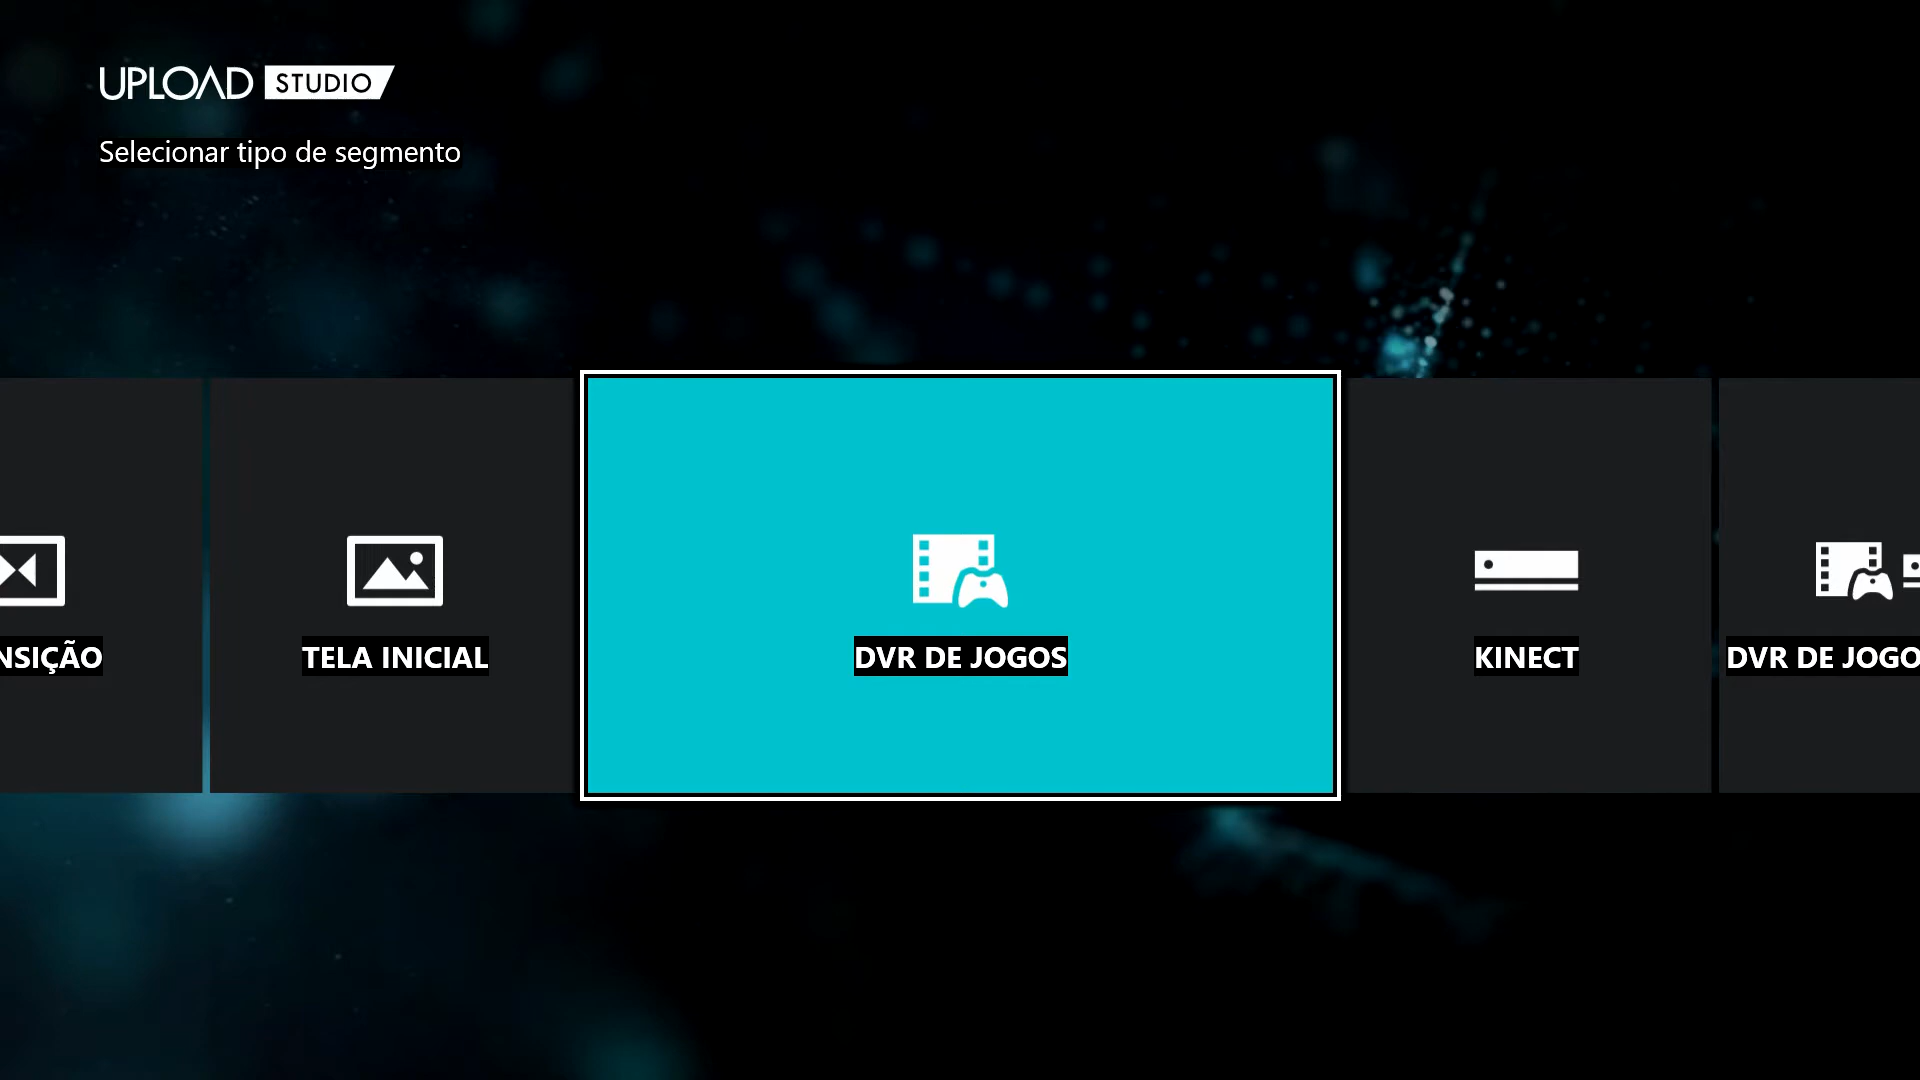 UPLOAD STUDIO
Selecionar tipo de segmento
NSIÇÃO
TELA INICIAL
DVR DE JOGOS
KINECT
DVR DE JOGO